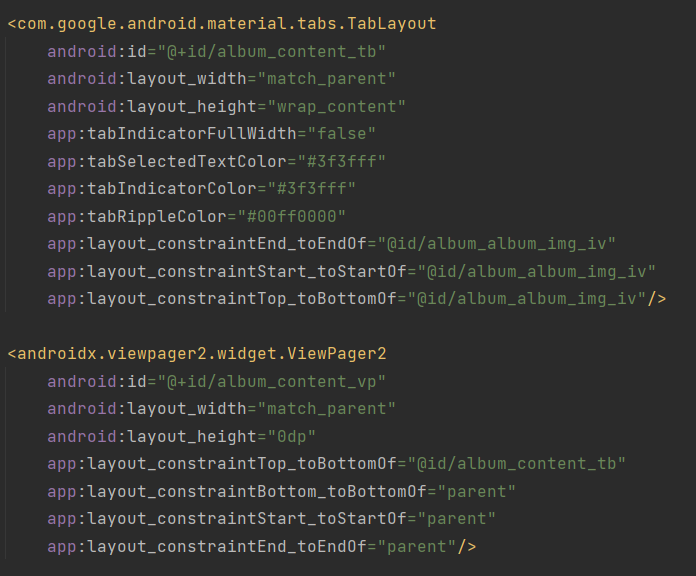 <com.google.android.material.tabs.TabLayout
android:id="@+id/album_content_tb"
android:layout_width="match_parent"
android:layout_height="wrap_content"
app:tabIndicatorFullWidth="false"
app:tabSelectedTextColor="#3f3fff"
app:tabIndicatorColor="#3f3fff"
app:tabRippleColor="#00ff0000"
app:layout_constraintEnd_toEndOf="@id/album_album_img_iv"
app:layout_constraintStart_toStartOf="@id/album_album_img_iv"
app:layout_constraintTop_toBottomOf="@id/album_album_img_iv"/>
<androidx.viewpager2.widget.ViewPager2
android:id="@+id/album_content_vp"
android:layout_width="match_parent"
android:layout_height="0dp"
app:layout_constraintTop_toBottomOf="@id/album_content_tb"
app:layout_constraintBottom_toBottomOf="parent"
app:layout_constraintStart_toStartOf="parent"
app:layout_constraintEnd_toEndOf="parent"/>